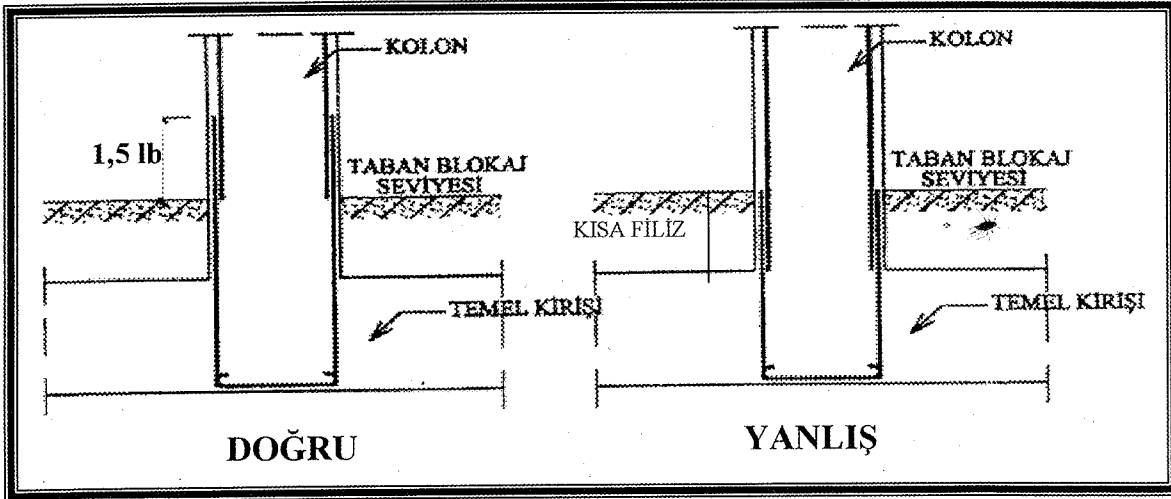 KOLON
1,5 lb
TABAN BLOKAJ
SEVİYESİ
TEMEL KİRİŞİ
DOĞRU
KOLON
TABAN BLOKAJ
SEVİYESİ
KISA FİLİZ
TEMEL KİRİŞİ
YANLIŞ